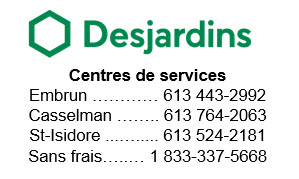 Desjardins
Centres de services
Embrun ………… 613 443-2992
Casselman …….. 613 764-2063
St-Isidore ........... 613 524-2181
Sans frais…..… 1 833-337-5668